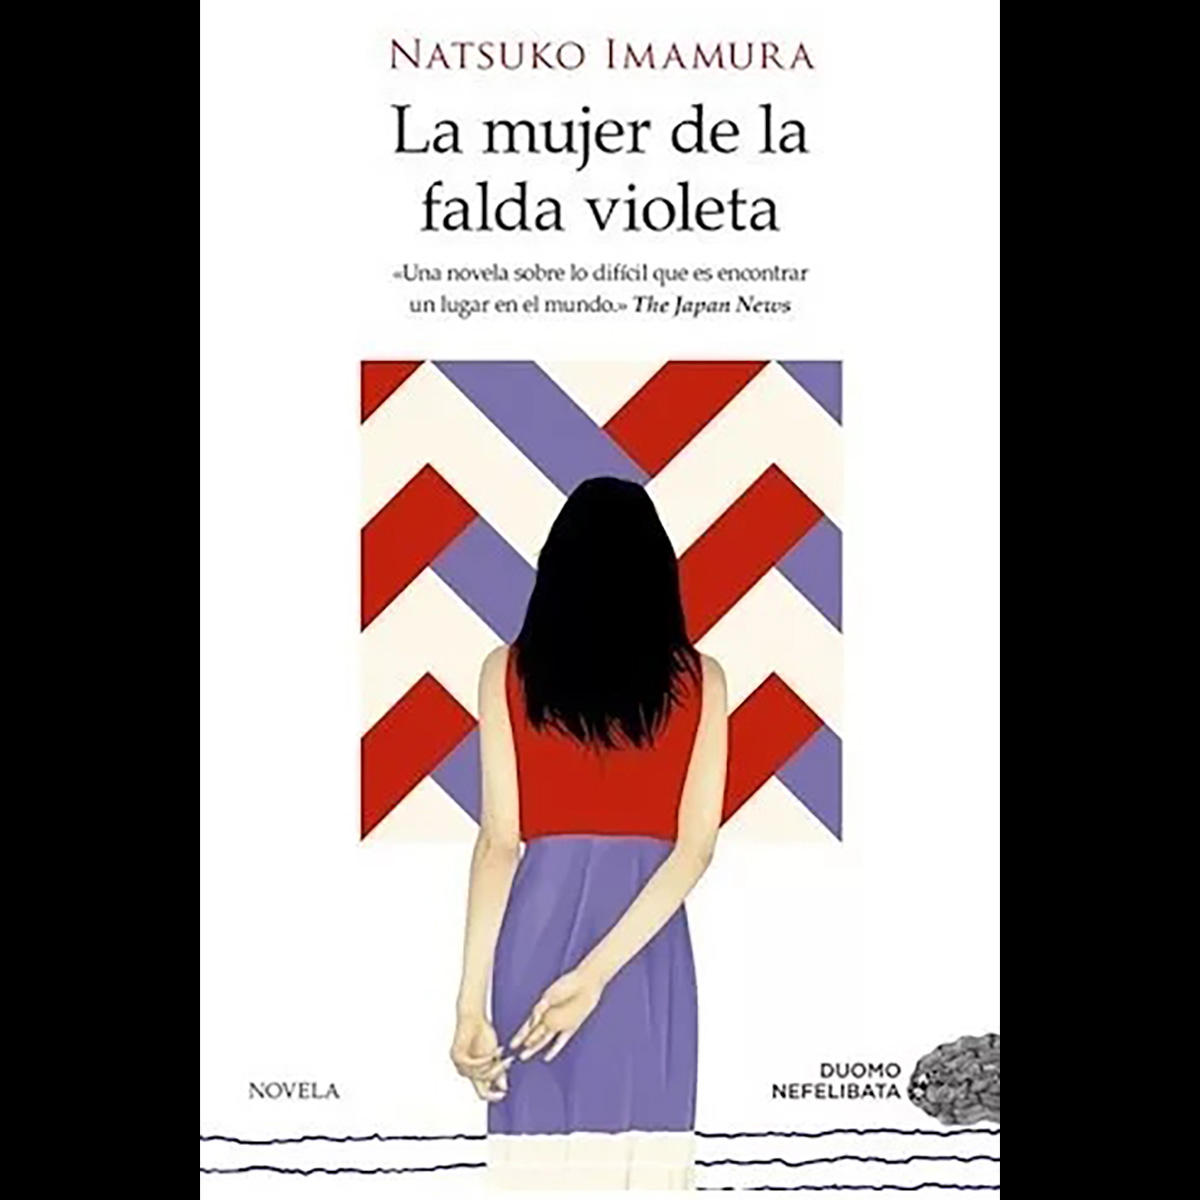 NATSUKO IMAMURA
La mujer de la
falda violeta
«Una novela sobre lo difícil que es encontrar
un lugar en el mundo.» The Japan News
NOVELA
DUOMO
NEFELIBATA